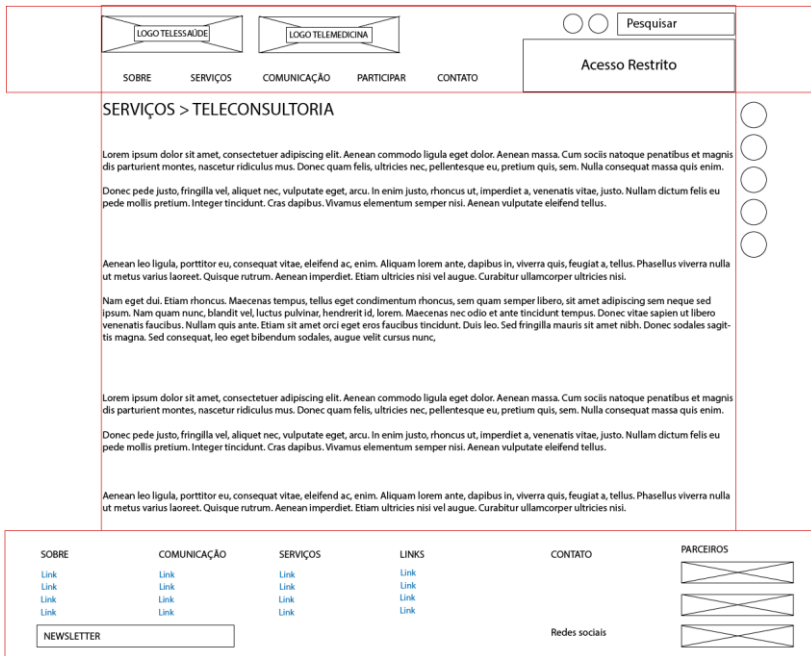 LOGO TELESSAÚDE
LOGO TELEMEDICINA
Pesquisar
Acesso Restrito
SOBRE
SERVIÇOS
COMUNICAÇÃO
PARTICIPAR
CONTATO
SERVIÇOS > TELECONSULTORIA
Lorem ipsum dolor sit amet, consectetuer adipiscing elit. Aenean commodo ligula eget dolor. Aenean massa. Cum sociis natoque penatibus et magnis
dis parturient montes, nascetur ridiculus mus. Donec quam felis, ultricies nec, pellentesque eu, pretium quis, sem. Nulla consequat massa quis enim.
Donec pede justo, fringilla vel, aliquet nec, vulputate eget, arcu. In enim justo, rhoncus ut, imperdiet a, venenatis vitae, justo. Nullam dictum felis eu
pede mollis pretium. Integer tincidunt. Cras dapibus. Vivamus elementum semper nisi. Aenean vulputate eleifend tellus.
Aenean leo ligula, porttitor eu, consequat vitae, eleifend ac, enim. Aliquam lorem ante, dapibus in, viverra quis, feugiat a, tellus. Phasellus viverra nulla
ut metus varius laoreet. Quisque rutrum. Aenean imperdiet. Etiam ultricies nisi vel augue. Curabitur ullamcorper ultricies nisi.
Nam eget dui. Etiam rhoncus. Maecenas tempus, tellus eget condimentum rhoncus, sem quam semper libero, sit amet adipiscing sem neque sed
ipsum. Nam quam nunc, blandit vel, luctus pulvinar, hendrerit id, lorem. Maecenas nec odio et ante tincidunt tempus. Donec vitae sapien ut libero
venenatis faucibus. Nullam quis ante. Etiam sit amet orci eget eros faucibus tincidunt. Duis leo. Sed fringilla mauris sit amet nibh. Donec sodales sagit-
tis magna. Sed consequat, leo eget bibendum sodales, augue velit cursus nunc,
Lorem ipsum dolor sit amet, consectetuer adipiscing elit. Aenean commodo ligula eget dolor. Aenean massa. Cum sociis natoque penatibus et magnis
dis parturient montes, nascetur ridiculus mus. Donec quam felis, ultricies nec, pellentesque eu, pretium quis, sem. Nulla consequat massa quis enim.
Donec pede justo, fringilla vel, aliquet nec, vulputate eget, arcu. In enim justo, rhoncus ut, imperdiet a, venenatis vitae, justo. Nullam dictum felis eu
pede mollis pretium. Integer tincidunt. Cras dapibus. Vivamus elementum semper nisi. Aenean vulputate eleifend tellus.
Aenean leo ligula, porttitor eu, consequat vitae, eleifend ac, enim. Aliquam lorem ante, dapibus in, viverra quis, feugiat a, tellus. Phasellus viverra nulla
ut metus varius laoreet. Quisque rutrum. Aenean imperdiet. Etiam ultricies nisi vel augue. Curabitur ullamcorper ultricies nisi.
SOBRE
Link
Link
Link
Link
COMUNICAÇÃO
Link
Link
Link
Link
SERVIÇOS
Link
Link
Link
Link
LINKS
Link
Link
Link
Link
CONTATO
Redes sociais
PARCEIROS
NEWSLETTER